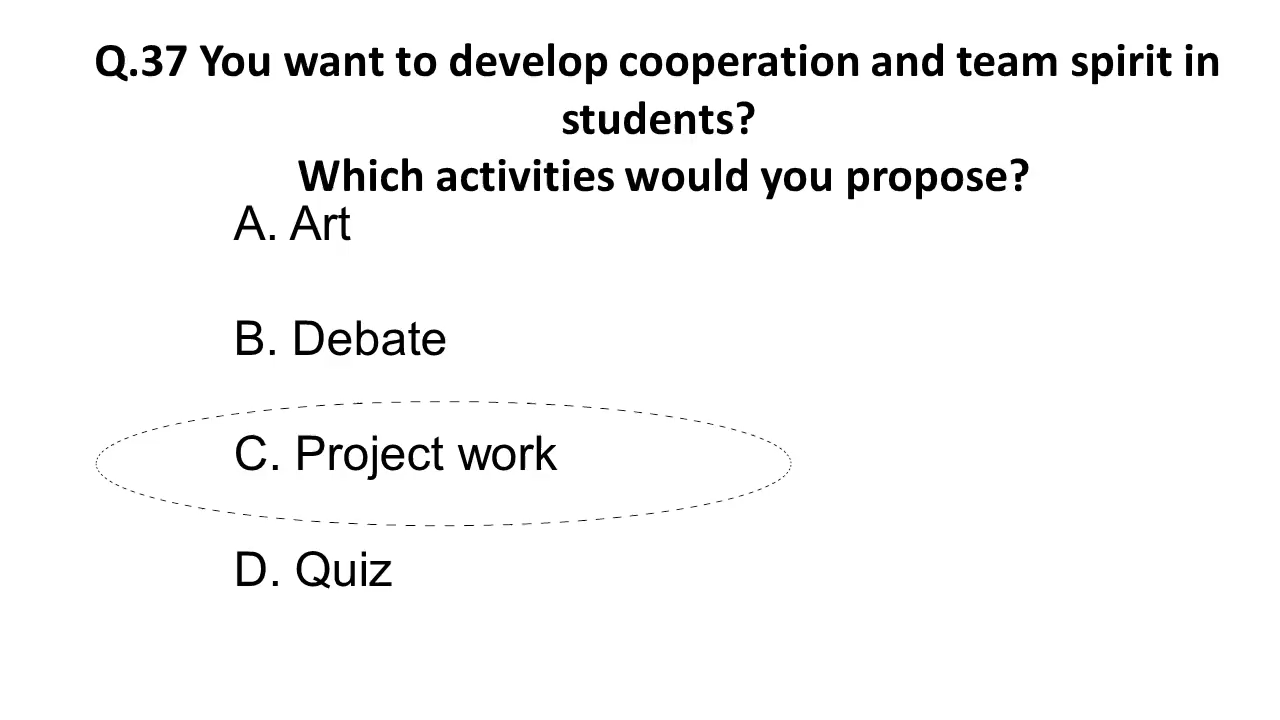 Q.37 You want to develop cooperation and team spirit in
students?
Which activities would you propose?
A. Art
B. Debate
C. Project work
D. Quiz